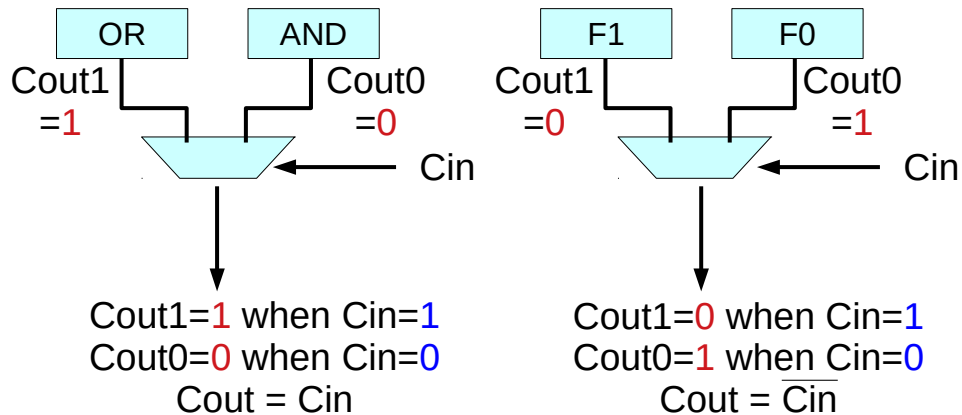 OR
AND
Cout1
=1
Cout0
=0
Cin
Cout1=1 when Cin=1
Cout0=0 when Cin=0
Cout = Cin
F1
F0
Cout1
=0
Cout0
=1
Cin
Cout1=0 when Cin=1
Cout0=1 when Cin=0
Cout = C̅i̅n̅